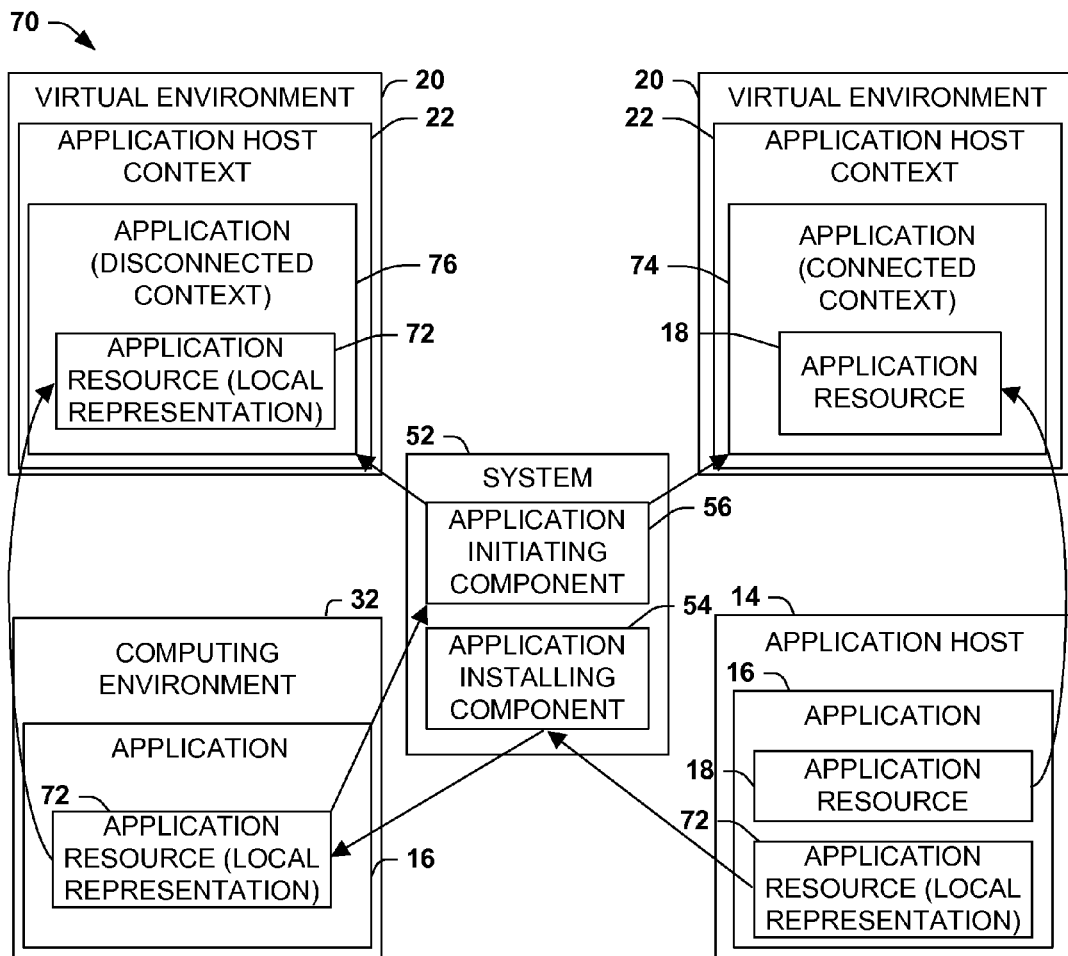 70
20
VIRTUAL ENVIRONMENT
22
APPLICATION HOST
CONTEXT
APPLICATION
(DISCONNECTED
CONTEXT)
76
72
APPLICATION
RESOURCE (LOCAL
REPRESENTATION)
20
VIRTUAL ENVIRONMENT
22
APPLICATION HOST
CONTEXT
74
APPLICATION
(CONNECTED
CONTEXT)
18
APPLICATION
RESOURCE
52
SYSTEM
56
APPLICATION
INITIATING
COMPONENT
54
APPLICATION
INSTALLING
COMPONENT
32
COMPUTING
ENVIRONMENT
APPLICATION
72
APPLICATION
RESOURCE (LOCAL
REPRESENTATION)
16
14
APPLICATION HOST
16
APPLICATION
18
APPLICATION
RESOURCE
72
APPLICATION
RESOURCE (LOCAL
REPRESENTATION)